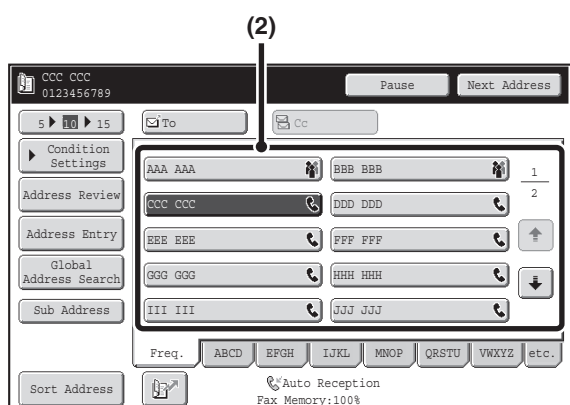 (2)
CCC CCC
0123456789
Pause
Next Address
5 10 15
To
Cc
Condition
Settings
Address Review
Address Entry
Global
Address Search
Sub Address
Sort Address
AAA AAA
BBB BBB
CCC CCC
DDD DDD
EEE EEE
FFF FFF
GGG GGG
HHH HHH
III III
JJJ JJJ
1
2
Freq. ABCD EFGH IJKL MNOP QRSTU VWXYZ etc.
Auto Reception
Fax Memory:100%